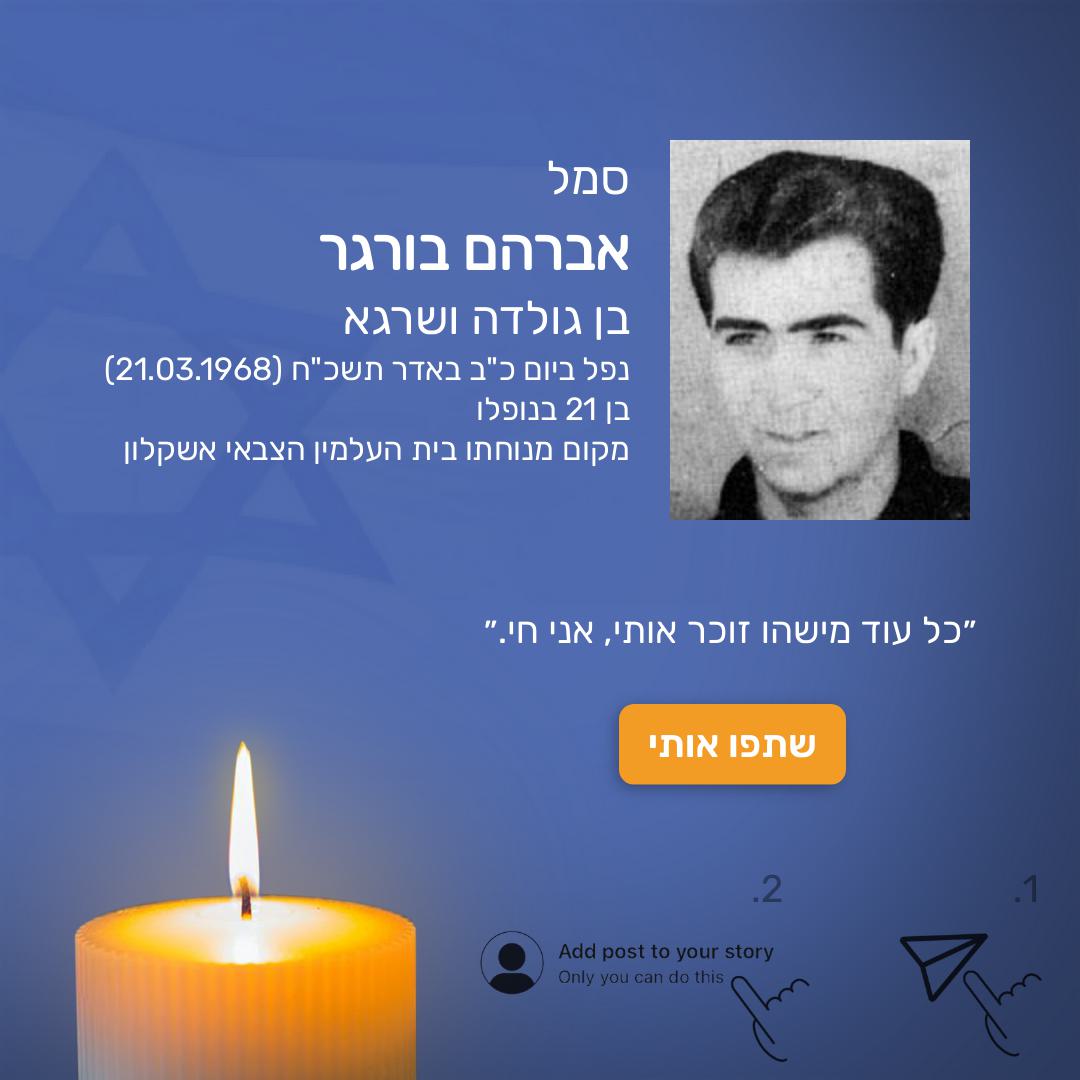 סמל
אברהם בורגר
בן גולדה ושרגא
נפל ביום כ"ב באדר תשכ"ח (21.03.1968)
בן 21 בנופלו
מקום מנוחתו בית העלמין הצבאי אשקלון
״כל עוד מישהו זוכר אותי, אני חי.״
שתפו אותי
1.
2.
Add post to your story
Only you can do this